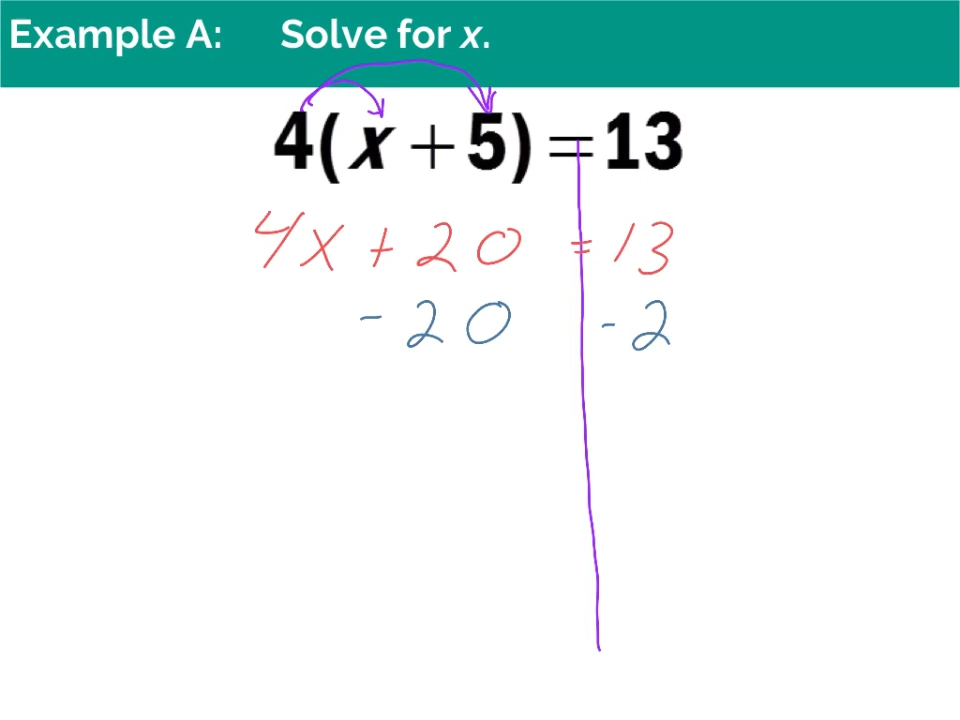 Example A: Solve for x.
4(x+5)=13
4x + 20 = 13
- 20 - 2